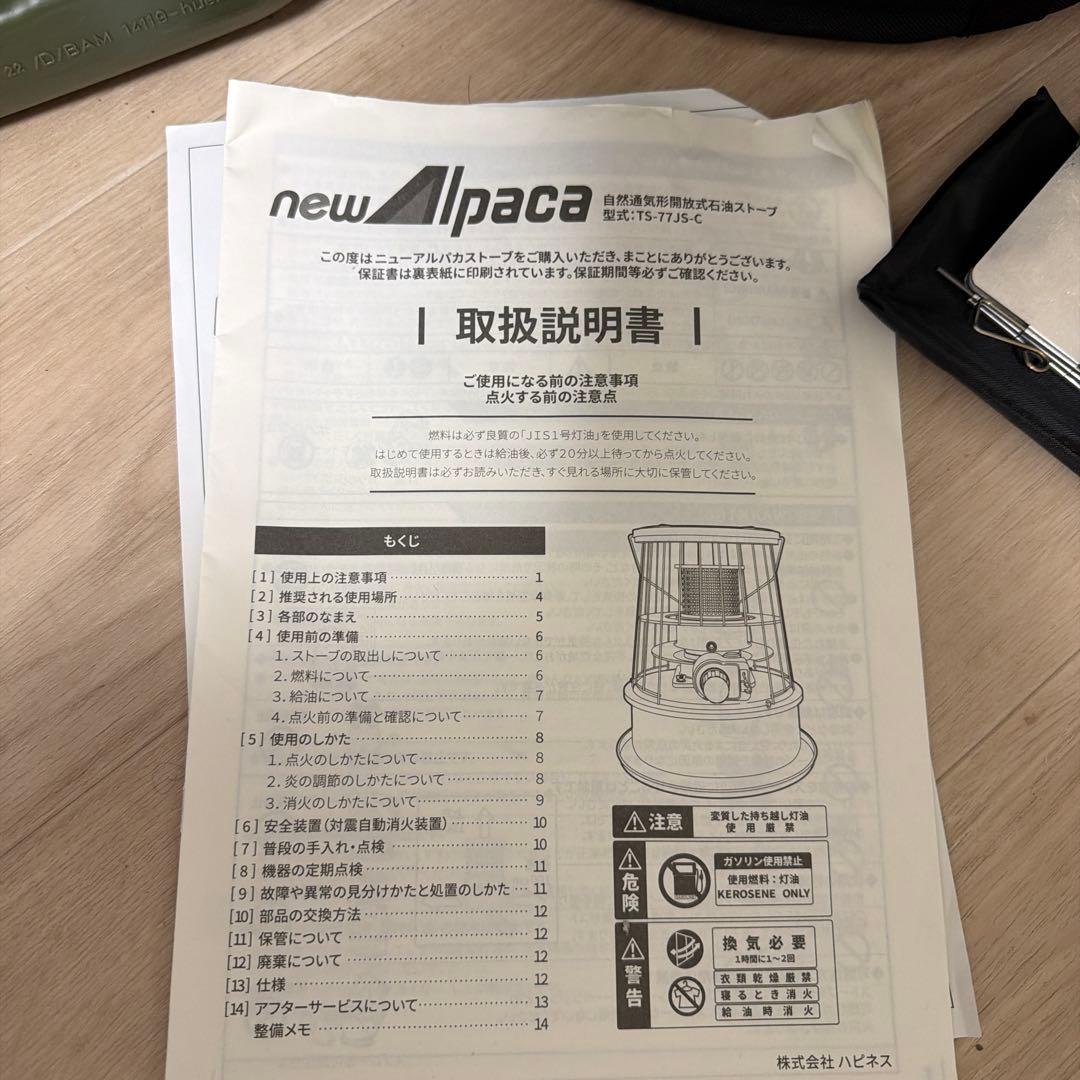 22 /D/BAM 14119-hue
new Alpaca
自然通気形開放式石油ストーブ
型式:TS-77JS-C
この度はニューアルパカストーブをご購入いただき、まことにありがとうございます。
保証書は裏表紙に印刷されています。保証期間等必ずご確認ください。
取扱説明書
ご使用になる前の注意事項
点火する前の注意点
燃料は必ず良質の「JIS1号灯油」を使用してください。
はじめて使用するときは給油後、必ず20分以上待ってから点火してください。
取扱説明書は必ずお読みいただき、すぐ見れる場所に大切に保管してください。
もくじ
[1] 使用上の注意事項 1
[2] 推奨される使用場所 4
[3] 各部のなまえ 5
[4] 使用前の準備 6
1. ストーブの取出しについて 6
2. 燃料について 6
3. 給油について 7
4. 点火前の準備と確認について 7
[5] 使用のしかた 8
1. 点火のしかたについて 8
2. 炎の調節のしかたについて 8
3. 消火のしかたについて 9
[6] 安全装置(対震自動消火装置) 10
[7] 普段の手入れ・点検 10
[8] 機器の定期点検 11
[9] 故障や異常の見分けかたと処置のしかた 11
[10] 部品の交換方法 12
[11] 保管について 12
[12] 廃棄について 12
[13] 仕様 12
[14] アフターサービスについて 13
整備メモ 14
注意
変質した持ち越し灯油
使用厳禁
危険
ガソリン使用禁止
使用燃料:灯油
KEROSENE ONLY
警告
換気必要
1時間に1〜2回
衣類乾燥厳禁
寝るとき消火
給油時消火
株式会社 ハピネス